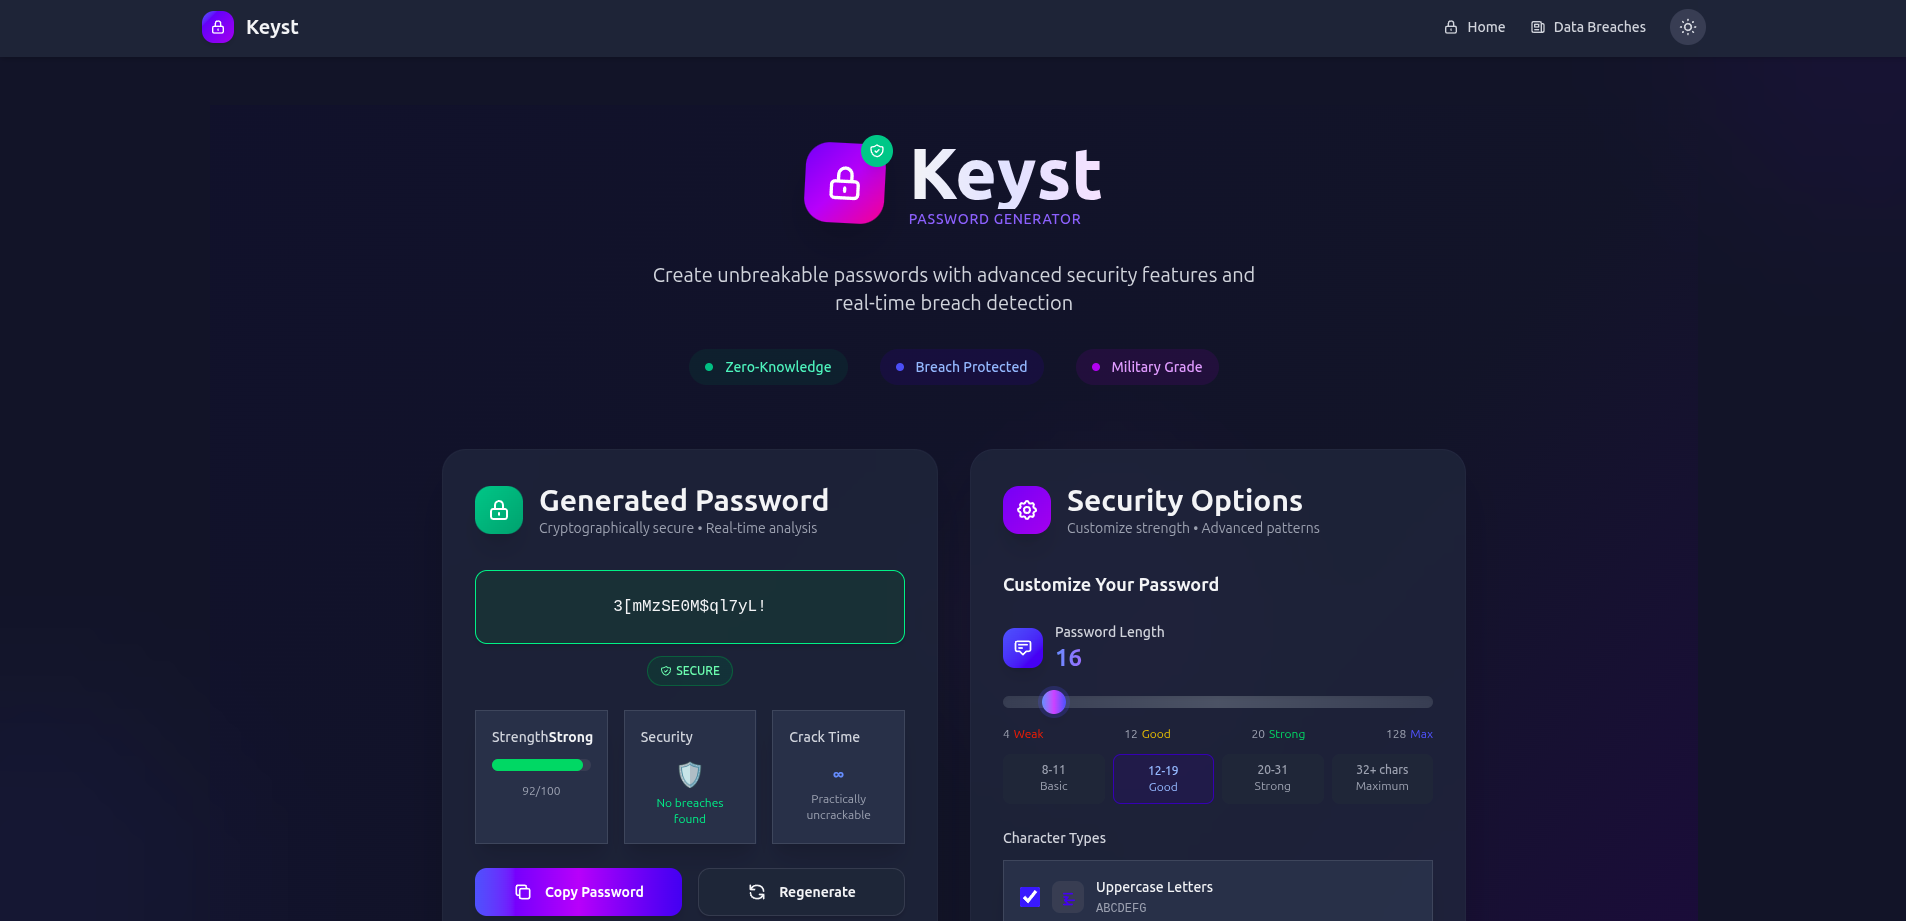 Keyst
Home
Data Breaches
Keyst
PASSWORD GENERATOR
Create unbreakable passwords with advanced security features and
real-time breach detection
Zero-Knowledge
Breach Protected
Military Grade
Generated Password
Cryptographically secure • Real-time analysis
3[mMzSE0M$ql7yL!
SECURE
StrengthStrong
92/100
Security
No breaches
found
Crack Time
∞
Practically
uncrackable
Copy Password
Regenerate
Security Options
Customize strength • Advanced patterns
Customize Your Password
Password Length
16
4 Weak
12 Good
20 Strong
128 Max
8-11
Basic
12-19
Good
20-31
Strong
32+ chars
Maximum
Character Types
Uppercase Letters
ABCDEFG